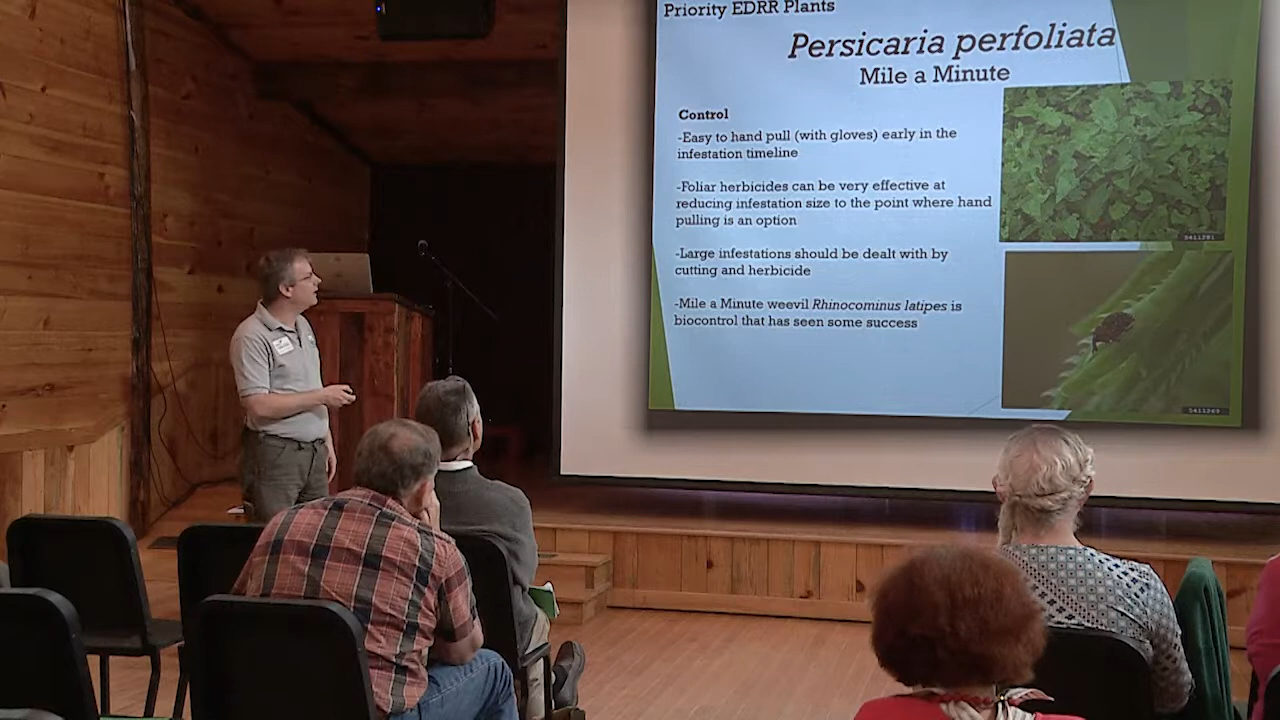 Priority EDRR Plants
Persicaria perfoliata
Mile a Minute
Control
-Easy to hand pull (with gloves) early in the
infestation timeline
-Foliar herbicides can be very effective at
reducing infestation size to the point where hand
pulling is an option
-Large infestations should be dealt with by
cutting and herbicide
-Mile a Minute weevil Rhinocominus latipes is
biocontrol that has seen some success